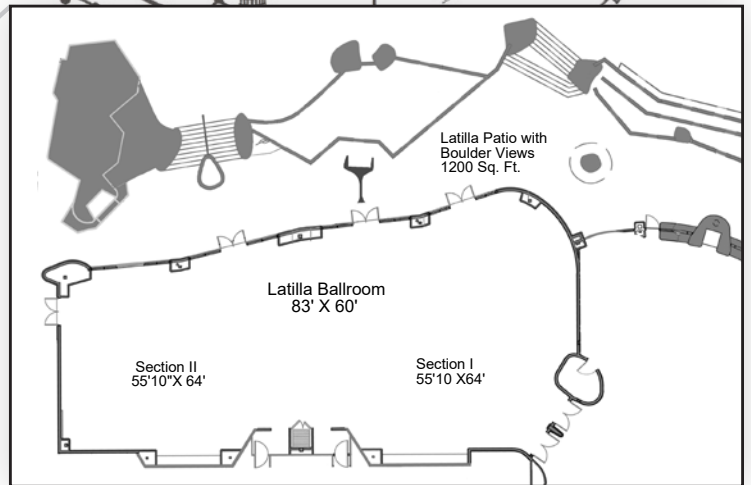 Latilla Patio with
Boulder Views
1200 Sq. Ft.
Latilla Ballroom
83' X 60'
Section II
55'10"X 64'
Section I
55'10 X64'